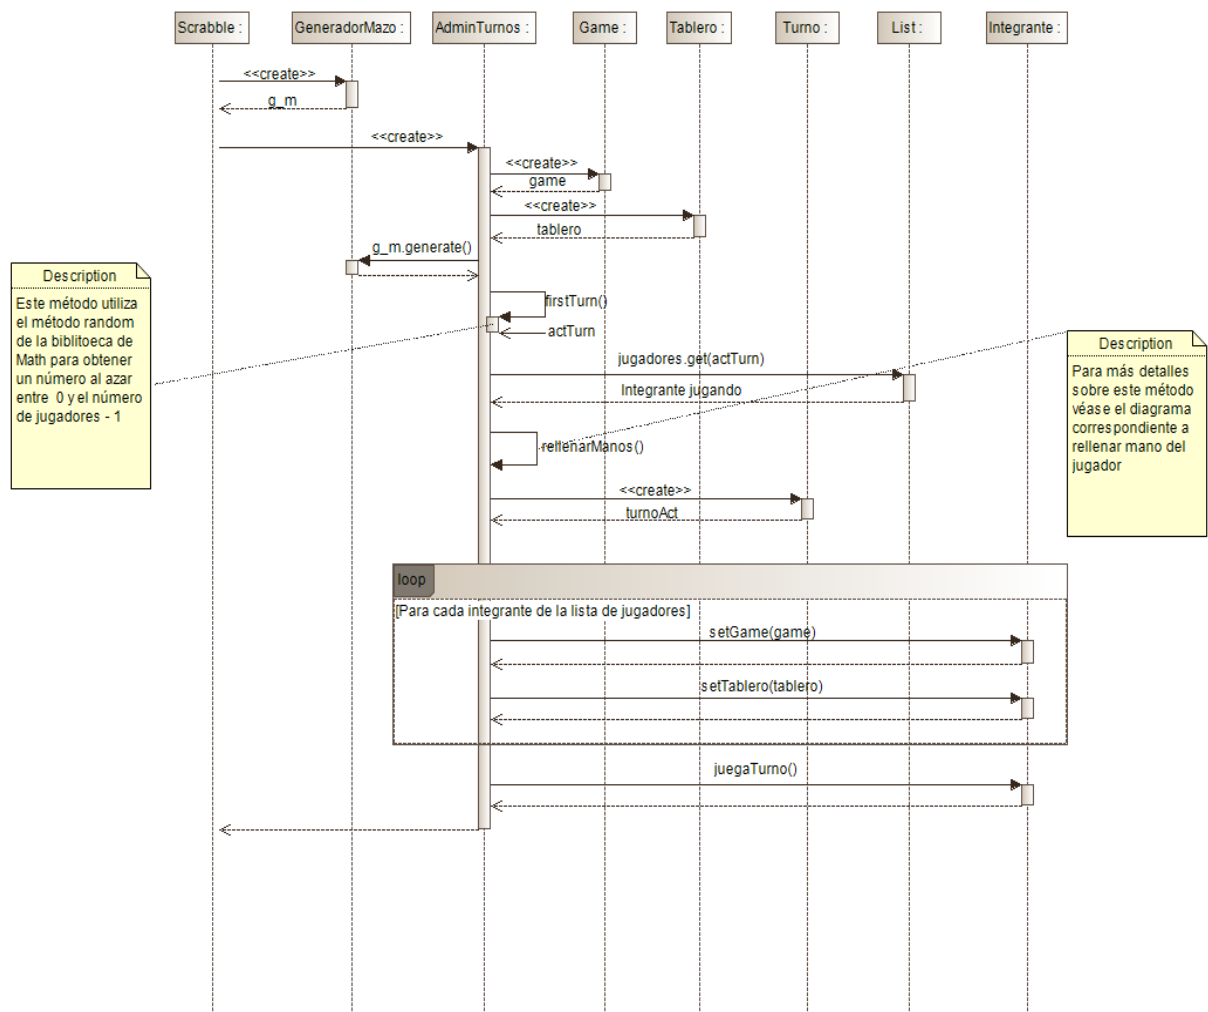 Scrabble :
GeneradorMazo :
AdminTurnos :
Game :
Tablero :
Turno :
List :
Integrante :
<<create>>
g_m
<<create>>
<<create>>
game
<<create>>
tablero
g_m.generate()
Description
Este método utiliza
el método random
de la biblitoeca de
Math para obtener
un número al azar
entre 0 y el número
de jugadores - 1
firstTurn()
actTurn
Description
Para más detalles
sobre este método
véase el diagrama
correspondiente a
rellenar mano del
jugador
jugadores.get(actTurn)
Integrante jugando
rellenarManos()
<<create>>
turnoAct
loop
[Para cada integrante de la lista de jugadores]
setGame(game)
setTablero(tablero)
juegaTurno()